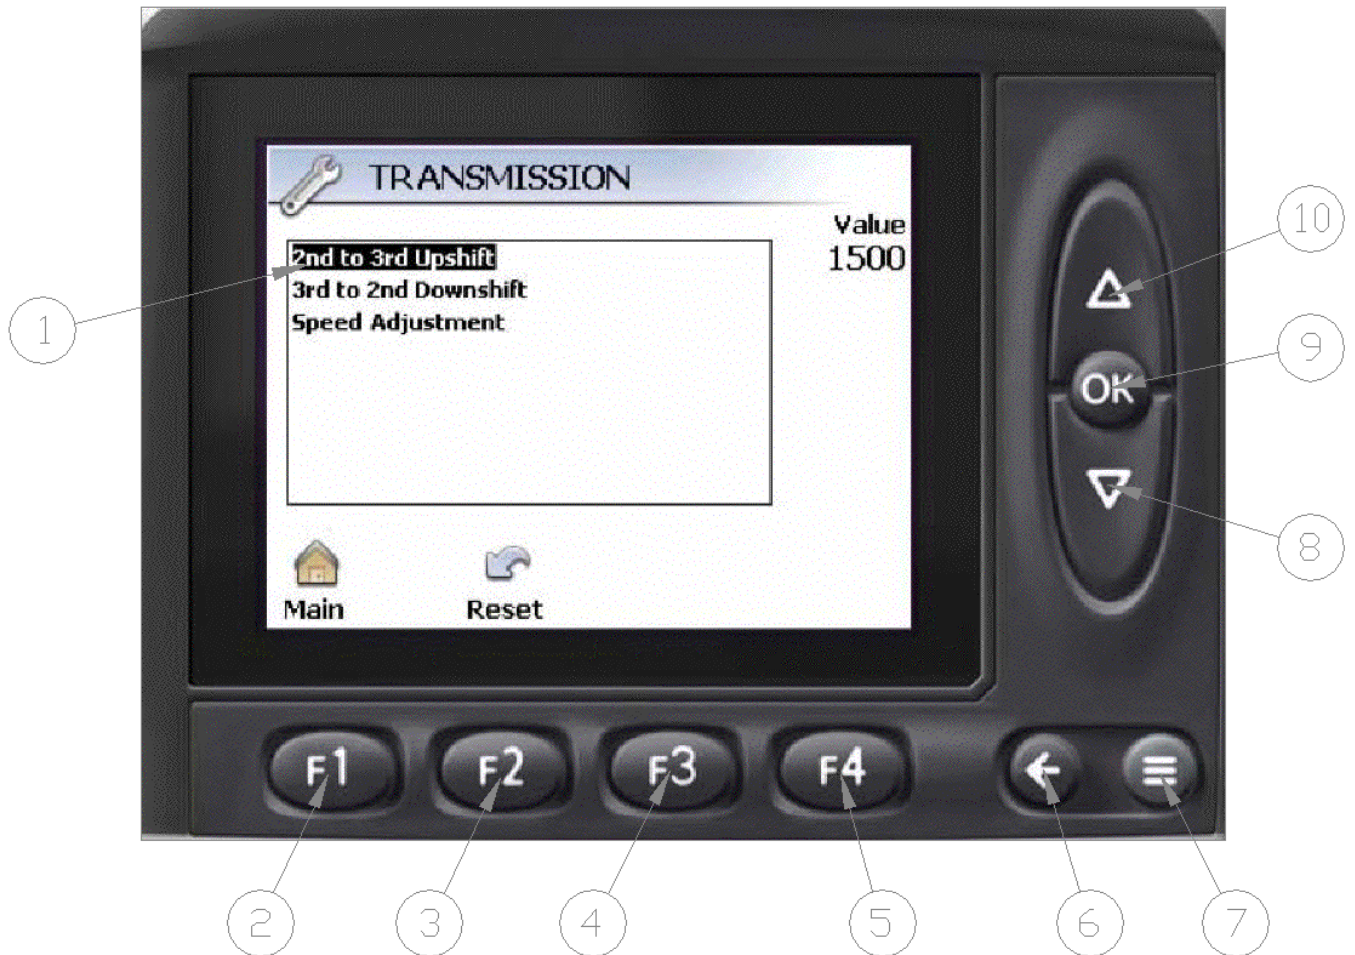 TRANSMISSION
Value
1500
2nd to 3rd Upshift
3rd to 2nd Downshift
Speed Adjustment
Main
Reset
10
1
9
OK
8
F1
F2
F3
F4
2
3
4
5
6
7